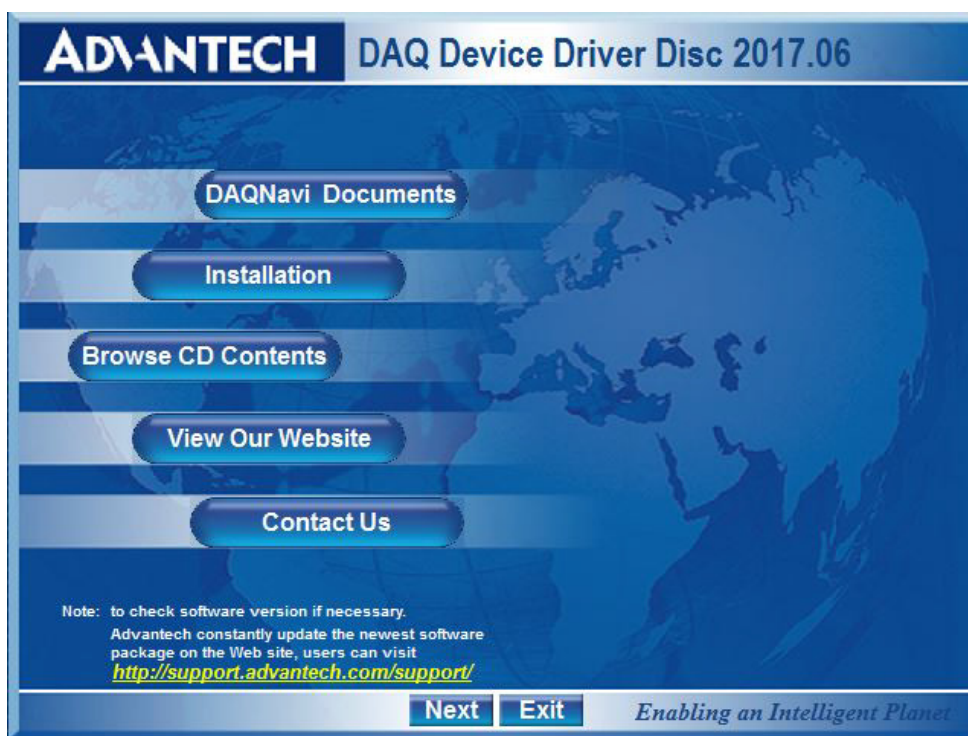 ADVANTECH DAQ Device Driver Disc 2017.06
DAQNavi Documents
Installation
Browse CD Contents
View Our Website
Contact Us
Note: to check software version if necessary.
Advantech constantly update the newest software
package on the Web site, users can visit
http://support.advantech.com/support/
Next Exit Enabling an Intelligent Planet